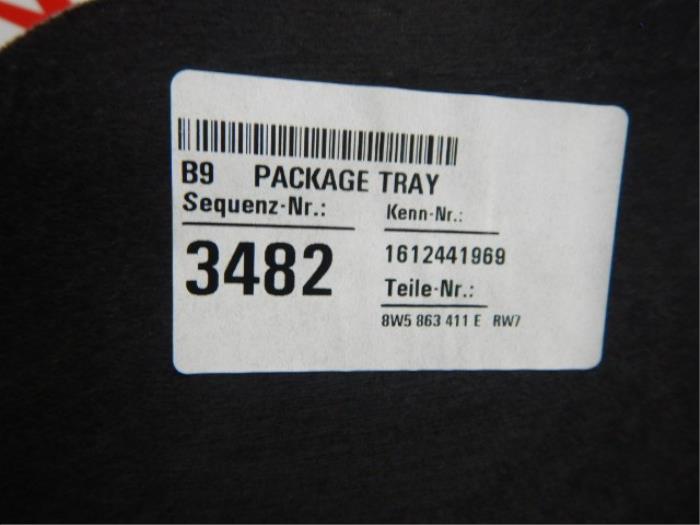 B9 PACKAGE TRAY
Sequenz-Nr.:
3482
Kenn-Nr.:
1612441969
Teile-Nr.:
8W5 863 411 E RW7